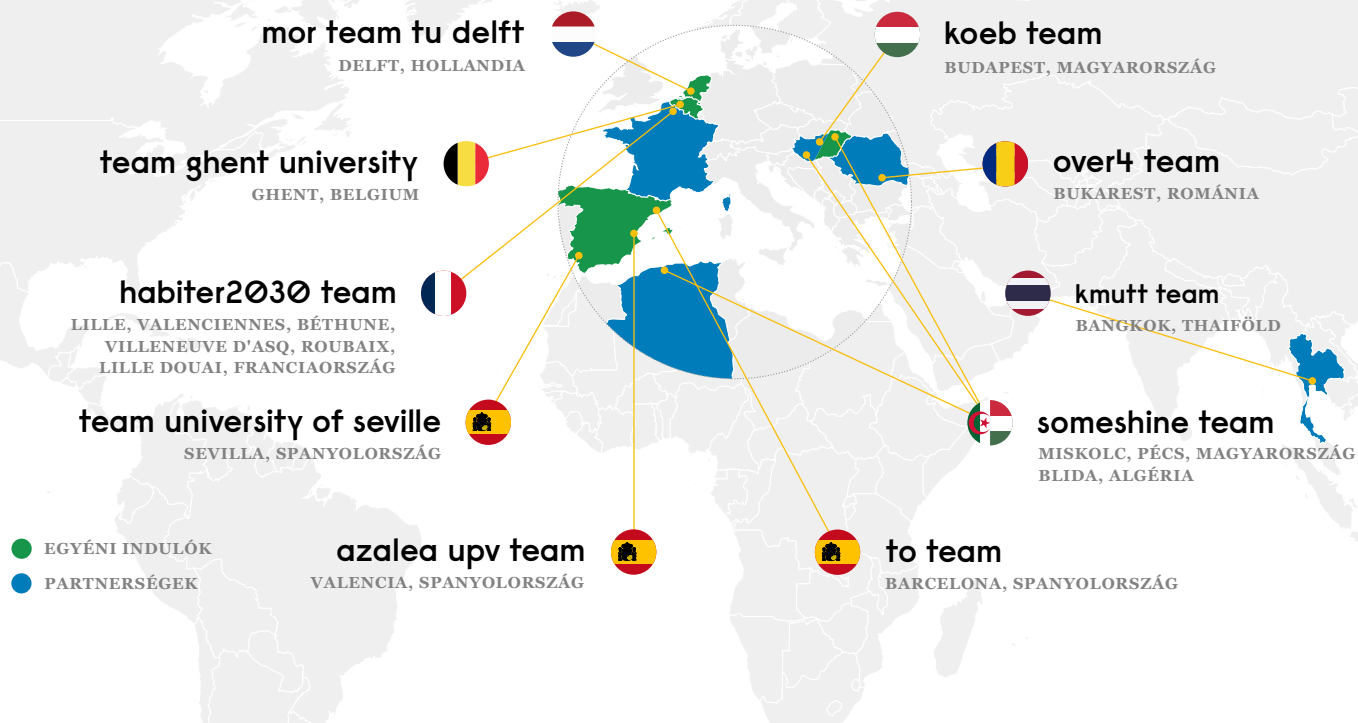 mor team tu delft
DELFT, HOLLANDIA
koeb team
BUDAPEST, MAGYARORSZÁG
team ghent university
GHENT, BELGIUM
over4 team
BUKAREST, ROMÁNIA
habiter2030 team
LILLE, VALENCIENNES, BÉTHUNE,
VILLENEUVE D'ASQ, ROUBAIX,
LILLE DOUAI, FRANCIAORSZÁG
kmutt team
BANGKOK, THAIFÖLD
team university of seville
SEVILLA, SPANYOLORSZÁG
someshine team
MISKOLC, PÉCS, MAGYARORSZÁG
BLIDA, ALGÉRIA
EGYÉNI INDULÓK
PARTNERSÉGEK
azalea upv team
VALENCIA, SPANYOLORSZÁG
to team
BARCELONA, SPANYOLORSZÁG